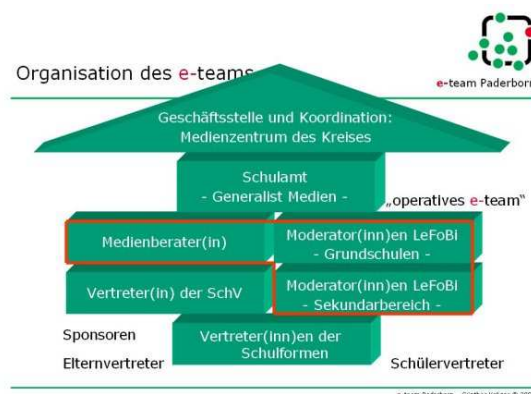 Organisation des e-teams
e-team Paderborn
Geschäftsstelle und Koordination:
Medienzentrum des Kreises
Schulamt
- Generalist Medien -
„operatives e-team“
Medienberater(in)
Moderator(inn)en LeFoBi
- Grundschulen -
Vertreter(in) der SchV
Moderator(inn)en LeFoBi
- Sekundarbereich -
Sponsoren
Elternvertreter
Vertreter(inn)en der
Schulformen
Schülervertreter
e-team Paderborn